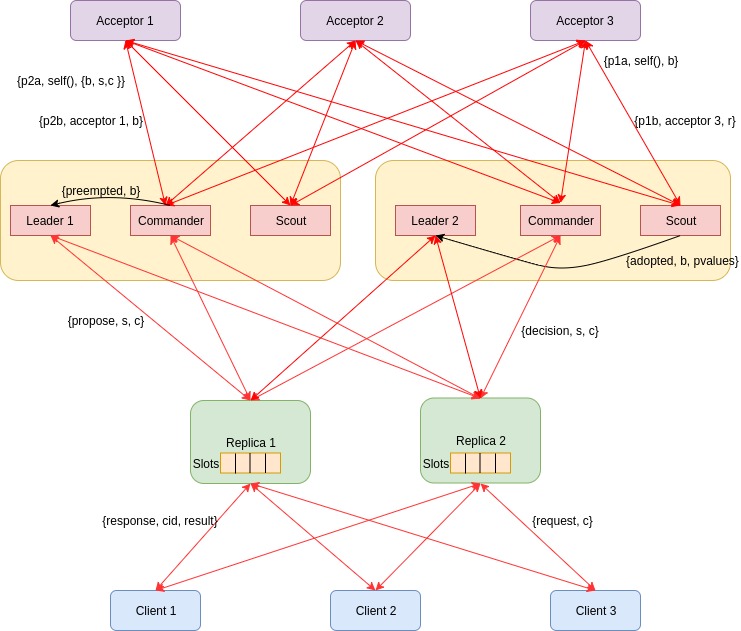 Acceptor 1
Acceptor 2
Acceptor 3
{p1a, self(), b}
{p2a, self(), {b, s,c }}
{p2b, acceptor 1, b}
{p1b, acceptor 3, r}
{preempted, b}
Leader 1
Commander
Scout
Leader 2
Commander
Scout
{adopted, b, pvalues}
{propose, s, c}
{decision, s, c}
Replica 1
Slots
Replica 2
Slots
{response, cid, result}
{request, c}
Client 1
Client 2
Client 3